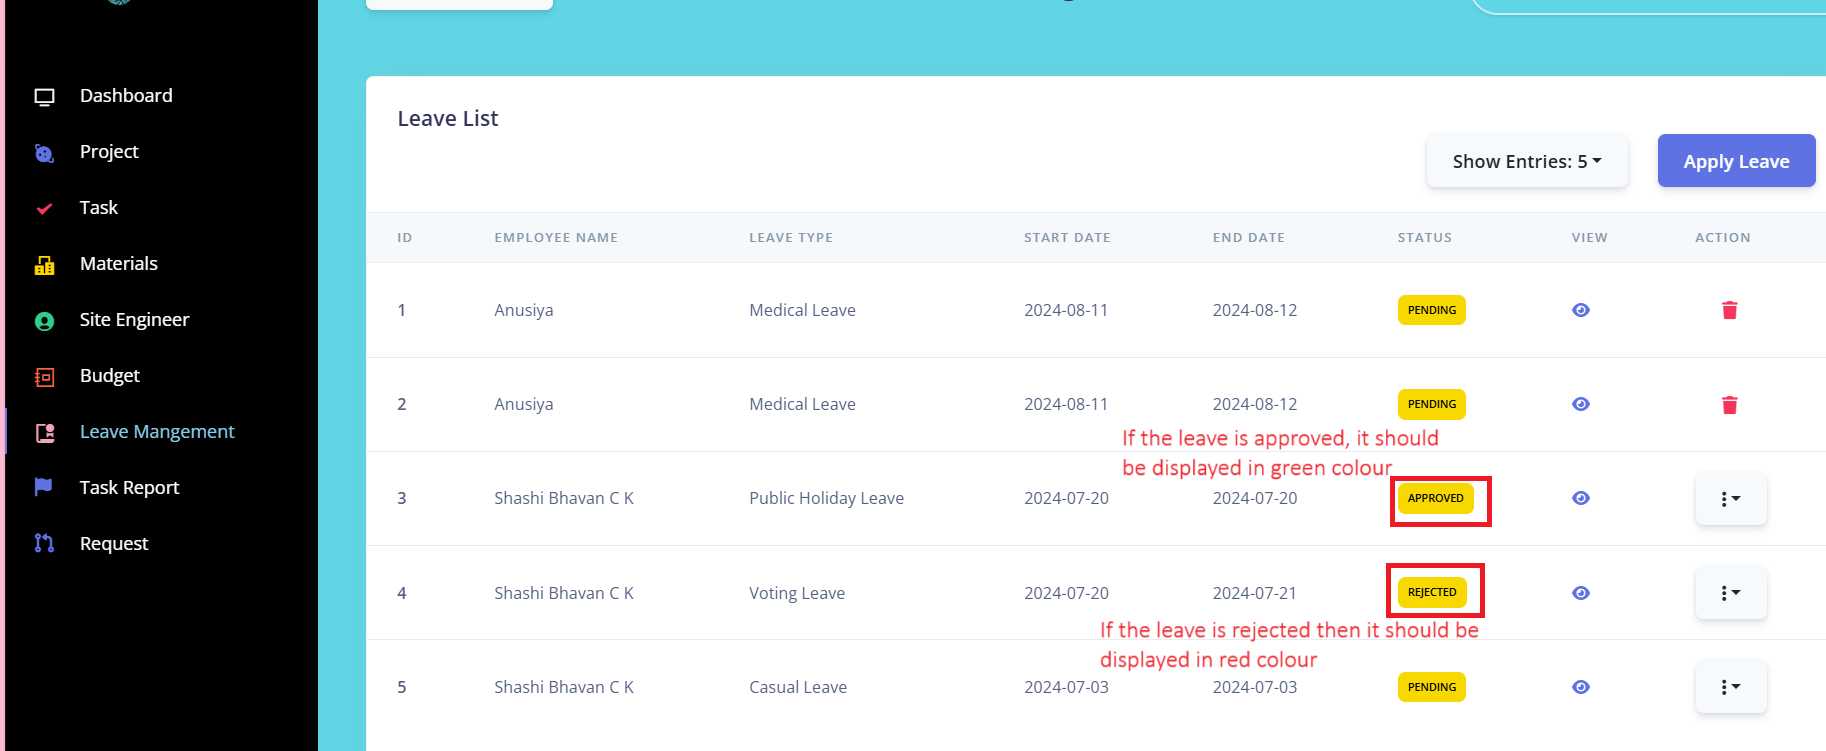 Dashboard
Project
Task
Materials
Site Engineer
Budget
Leave Mangement
Task Report
Request
Leave List
Show Entries: 5
Apply Leave
ID EMPLOYEE NAME LEAVE TYPE START DATE END DATE STATUS VIEW ACTION
1 Anusiya Medical Leave 2024-08-11 2024-08-12 PENDING
2 Anusiya Medical Leave 2024-08-11 2024-08-12 PENDING
If the leave is approved, it should
be displayed in green colour
3 Shashi Bhavan C K Public Holiday Leave 2024-07-20 2024-07-20 APPROVED
4 Shashi Bhavan C K Voting Leave 2024-07-20 2024-07-21 REJECTED
If the leave is rejected then it should be
displayed in red colour
5 Shashi Bhavan C K Casual Leave 2024-07-03 2024-07-03 PENDING